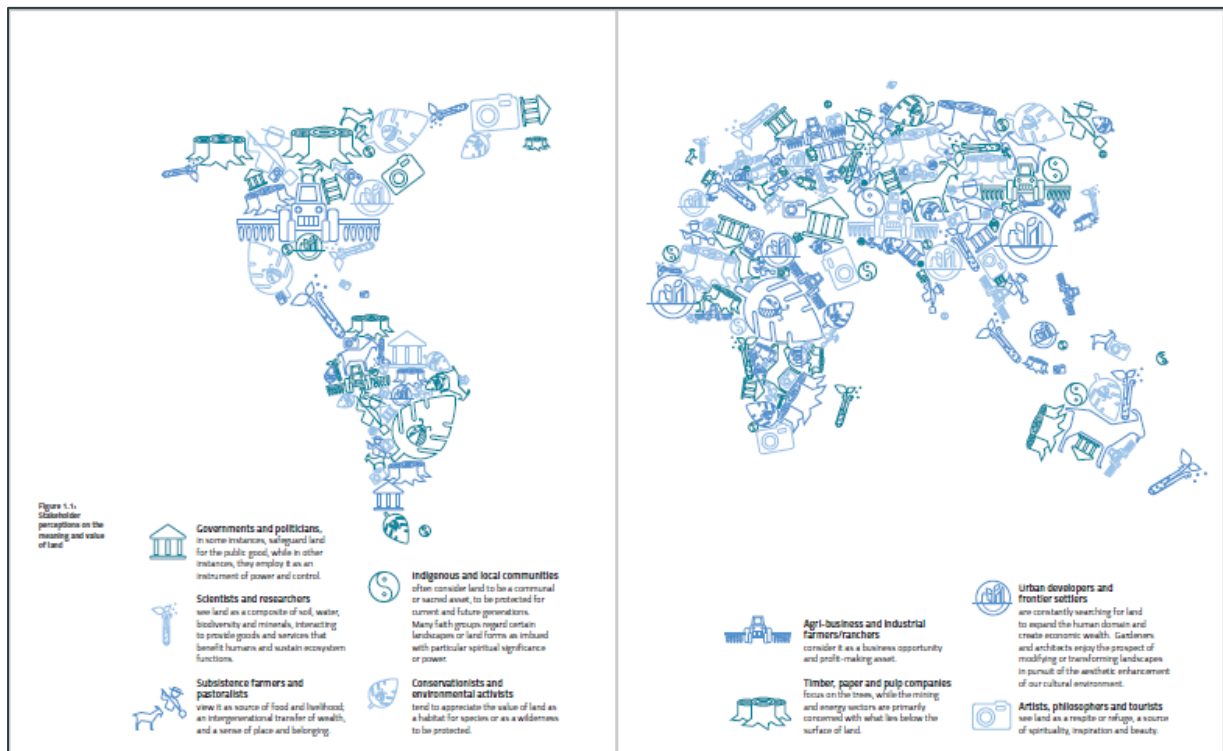 Figure 1.1:
Stakeholder
perceptions on the
meaning and value
of land
Governments and politicians,
in some instances, safeguard land
for the public good, while in other
instances, they employ it as an
instrument of power and control.
Scientists and researchers
see land as a composite of soil, water,
biodiversity and minerals, interacting
to provide goods and services that
benefit humans and sustain ecosystem
functions.
Subsistence farmers and
pastoralists
view it as source of food and livelihood;
an intergenerational transfer of wealth,
and a sense of place and belonging.
Indigenous and local communities
often consider land to be a communal
or sacred asset, to be protected for
current and future generations.
Many faith groups regard certain
landscapes or land forms as imbued
with particular spiritual significance
or power.
Conservationists and
environmental activists
tend to appreciate the value of land as
a habitat for species or as a wilderness
to be protected.
Agri-business and industrial
farmers/ranchers
consider it as a business opportunity
and profit-making asset.
Timber, paper and pulp companies
focus on the trees, while the mining
and energy sectors are primarily
concerned with what lies below the
surface of land.
Urban developers and
frontier settlers
are constantly searching for land
to expand the human domain and
create economic wealth. Gardeners
and architects enjoy the prospect of
modifying or transforming landscapes
in pursuit of the aesthetic enhancement
of our cultural environment.
Artists, philosophers and tourists
see land as a respite or refuge, a source
of spirituality, inspiration and beauty.